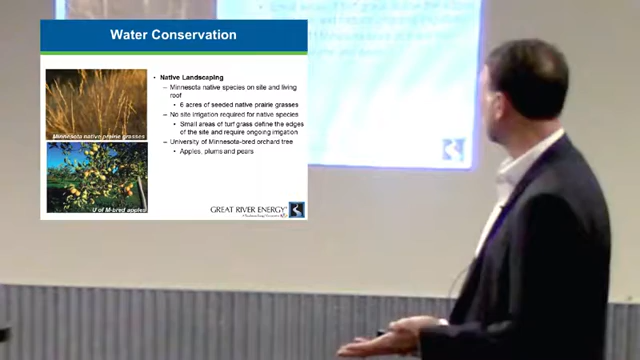 Water Conservation
• Native Landscaping
– Minnesota native species on site and living
roof
• 6 acres of seeded native prairie grasses
– No site irrigation required for native species
• Small areas of turf grass define the edges
of the site and require ongoing irrigation
– University of Minnesota-bred orchard tree
• Apples, plums and pears
Minnesota native prairie grasses
U of M-bred apples
GREAT RIVER ENERGY®